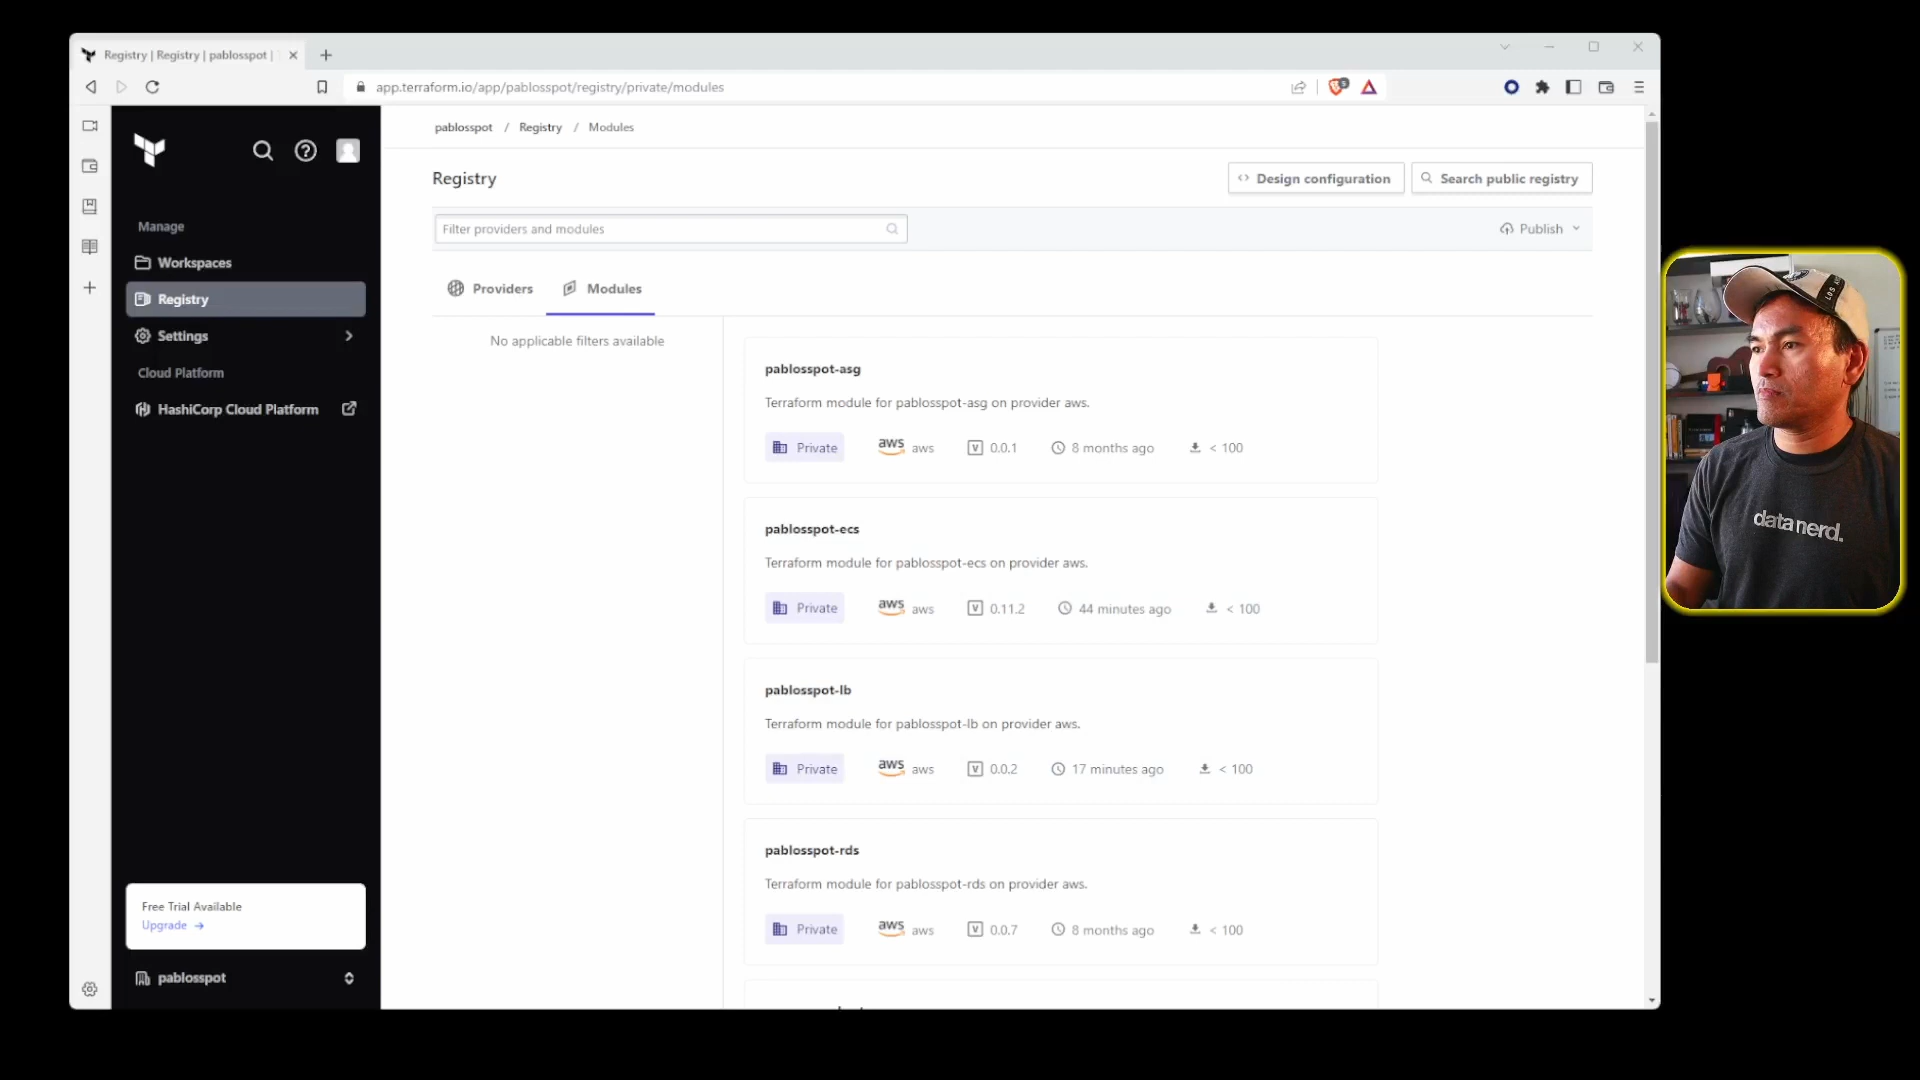 Registry | Registry | pablosspot |
app.terraform.io/app/pablosspot/registry/private/modules
pablosspot / Registry / Modules
Registry
Design configuration
Search public registry
Filter providers and modules
Publish
Manage
Workspaces
Registry
Settings
Cloud Platform
HashiCorp Cloud Platform
Free Trial Available
Upgrade →
pablosspot
Providers
Modules
No applicable filters available
pablosspot-asg
Terraform module for pablosspot-asg on provider aws.
Private aws aws V 0.0.1 8 months ago < 100
pablosspot-ecs
Terraform module for pablosspot-ecs on provider aws.
Private aws aws V 0.11.2 44 minutes ago < 100
pablosspot-lb
Terraform module for pablosspot-lb on provider aws.
Private aws aws V 0.0.2 17 minutes ago < 100
pablosspot-rds
Terraform module for pablosspot-rds on provider aws.
Private aws aws V 0.0.7 8 months ago < 100
LOS
data nerd.